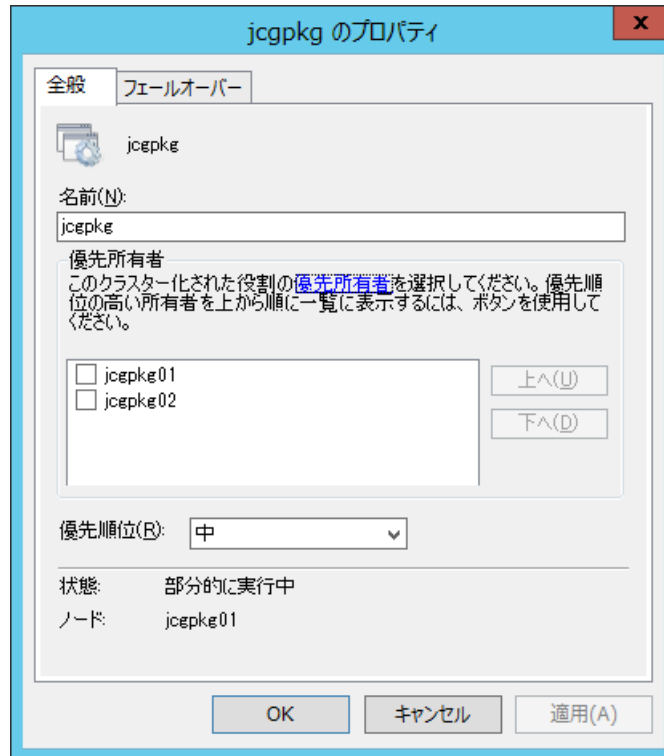 jcgpkg のプロパティ
x
全般
フェールオーバー
jcgpkg
名前(N):
jcgpkg
優先所有者
このクラスター化された役割の優先所有者を選択してください。優先順
位の高い所有者を上から順に一覧に表示するには、ボタンを使用して
ください。
jcgpkg01
jcgpkg02
上へ(U)
下へ(D)
優先順位(R):
中
状態:
部分的に実行中
ノード:
jcgpkg01
OK
キャンセル
適用(A)